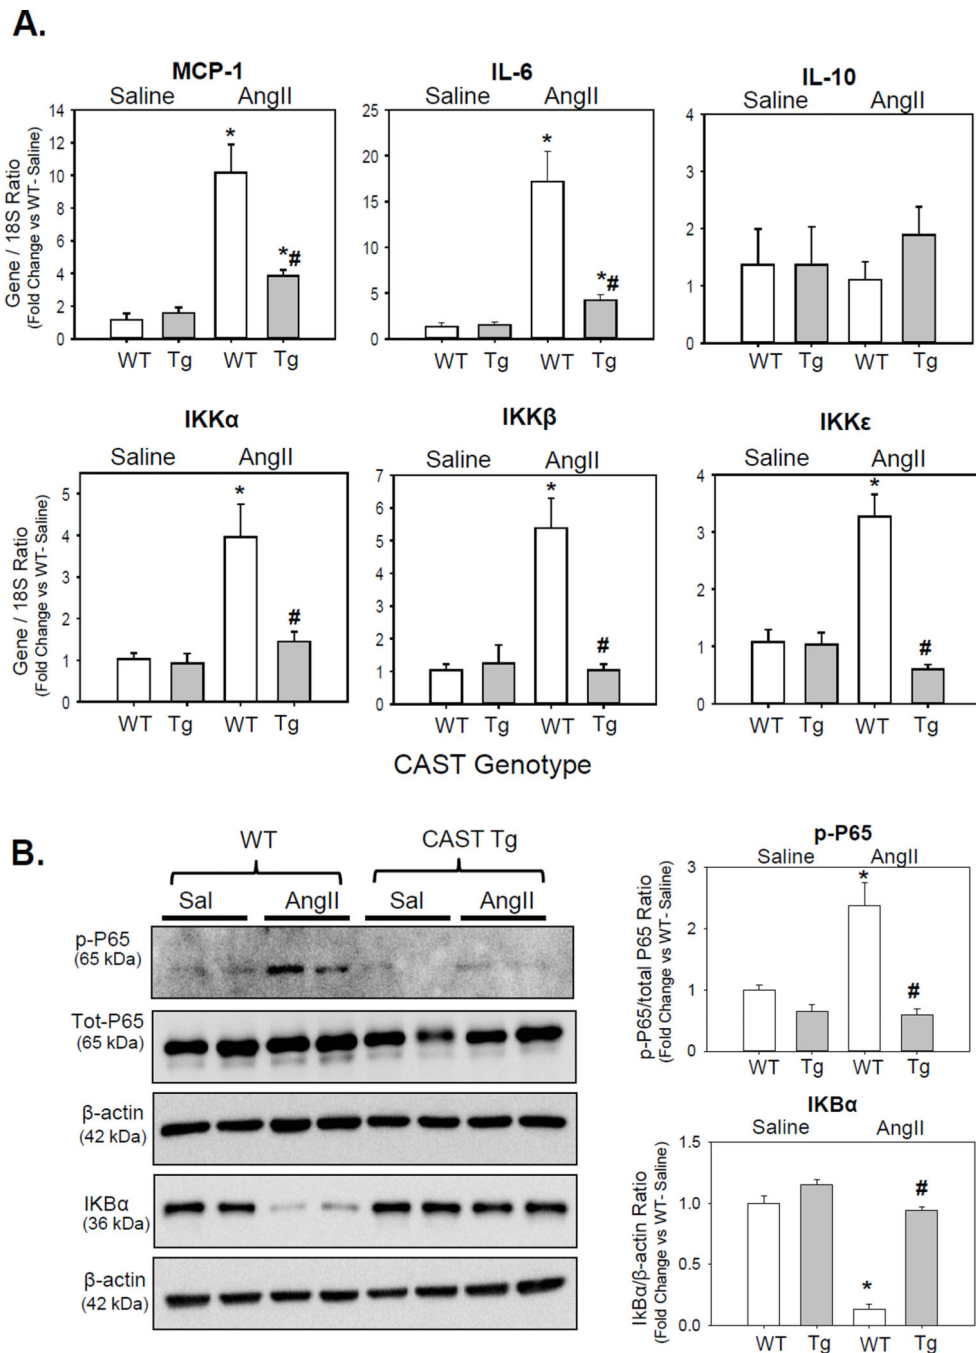 A.
MCP-1
Saline AngII
Gene / 18S Ratio
(Fold Change vs WT- Saline)
14
12
10
8
6
4
2
0
*
*#
WT Tg WT Tg
IL-6
Saline AngII
25
20
15
10
5
0
*
*#
WT Tg WT Tg
IL-10
Saline AngII
4
3
2
1
0
WT Tg WT Tg
IKKα
Saline AngII
Gene / 18S Ratio
(Fold Change vs WT- Saline)
5
4
3
2
1
0
*
#
WT Tg WT Tg
IKKβ
Saline AngII
7
6
5
4
3
2
1
0
*
#
WT Tg WT Tg
IKKε
Saline AngII
4
3
2
1
0
*
#
WT Tg WT Tg
CAST Genotype
B.
WT CAST Tg
Sal AngII Sal AngII
p-P65
(65 kDa)
Tot-P65
(65 kDa)
β-actin
(42 kDa)
IKBα
(36 kDa)
β-actin
(42 kDa)
p-P65
Saline AngII
p-P65/total P65 Ratio
(Fold Change vs WT- Saline)
3
2
1
0
*
#
WT Tg WT Tg
IKBα
Saline AngII
IKBα/β-actin Ratio
(Fold Change vs WT- Saline)
1.5
1.0
0.5
0.0
*
#
WT Tg WT Tg